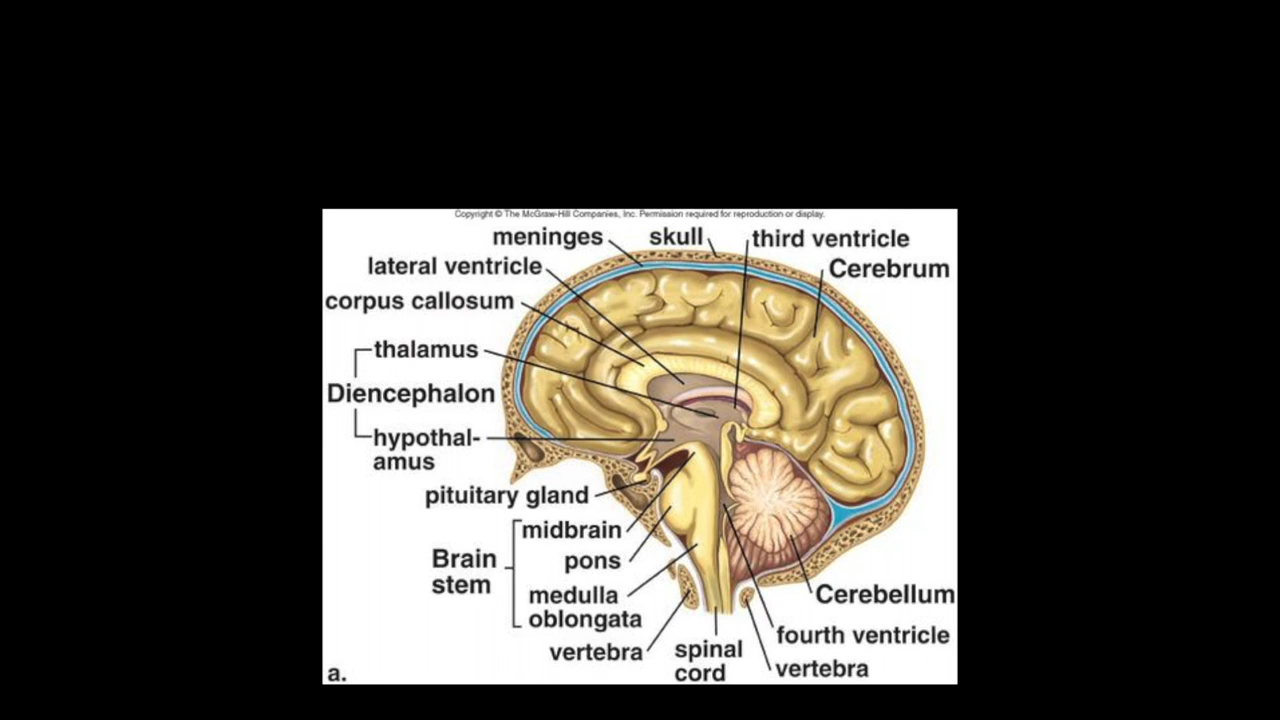 Copyright © The McGraw-Hill Companies, Inc. Permission required for reproduction or display.
meninges
skull
third ventricle
lateral ventricle
Cerebrum
corpus callosum
thalamus
Diencephalon
hypothal-
amus
pituitary gland
midbrain
Brain
stem
pons
medulla
oblongata
Cerebellum
fourth ventricle
vertebra
spinal
cord
vertebra
a.